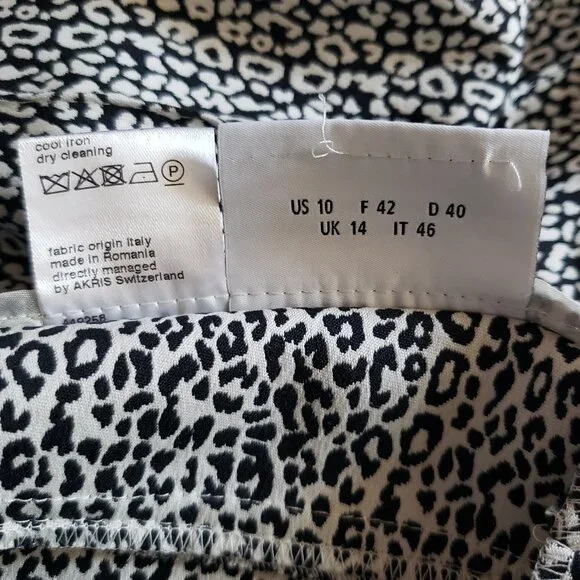 cool iron
dry cleaning
P
fabric origin Italy
made in Romania
directly managed
by AKRIS Switzerland
US 10 F 42 D 40
UK 14 IT 46